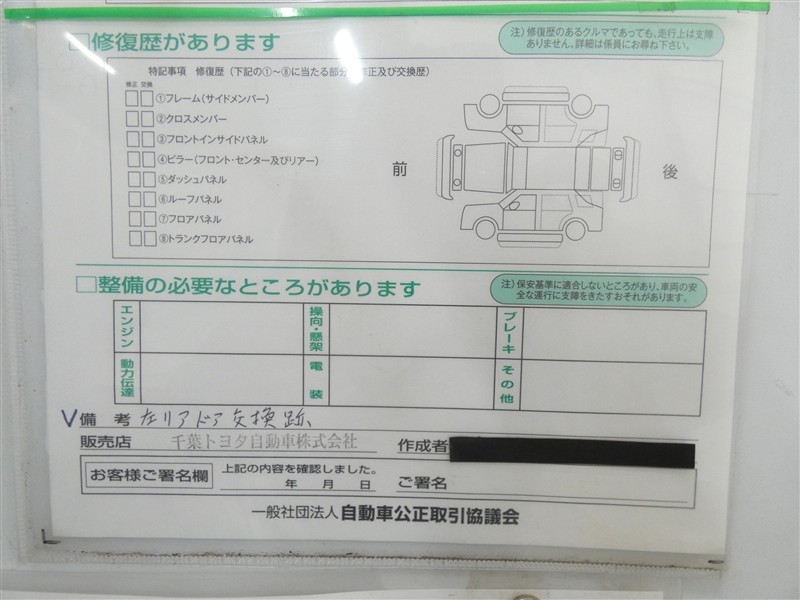 □修復歴があります
注）修復歴のあるクルマであっても、走行上は支障
ありません。詳細は係員にお尋ね下さい。
特記事項 修復歴（下記の①～⑧に当たる部分 修正及び交換歴）
修正 交換
①フレーム（サイドメンバー）
②クロスメンバー
③フロントインサイドパネル
④ピラー（フロント・センター及びリアー）
⑤ダッシュパネル
⑥ルーフパネル
⑦フロアパネル
⑧トランクフロアパネル
前
後
□整備の必要なところがあります
注）保安基準に適合しないところがあり、車両の安
全な運行に支障をきたすおそれがあります。
エンジン
操向・懸架
ブレーキ
動力伝達
電装
その他
V備考 左リアドア交換跡
販売店 千葉トヨタ自動車株式会社 作成者
お客様ご署名欄 上記の内容を確認しました。
年 月 日 ご署名
一般社団法人 自動車公正取引協議会